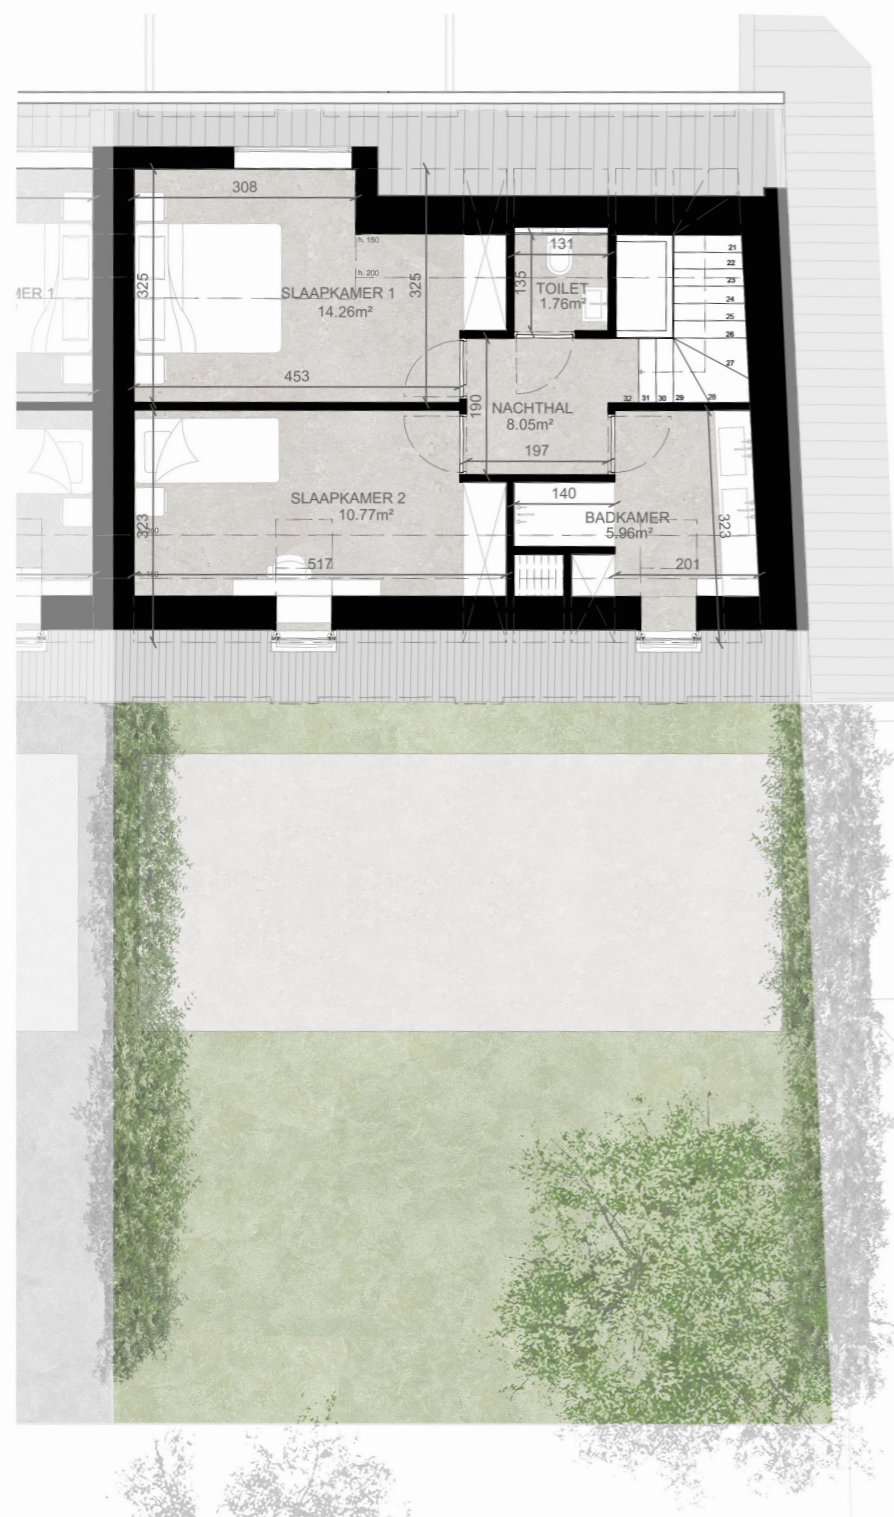 308
h. 150
h. 200
325
325
SLAAPKAMER 1
14.26m²
MER 1
453
131
135
TOILET
1.76m²
21
22
23
24
25
26
27
28
29
30
31
32
190
NACHTHAL
8.05m²
197
SLAAPKAMER 2
10.77m²
323
517
140
BADKAMER
5.96m²
323
201